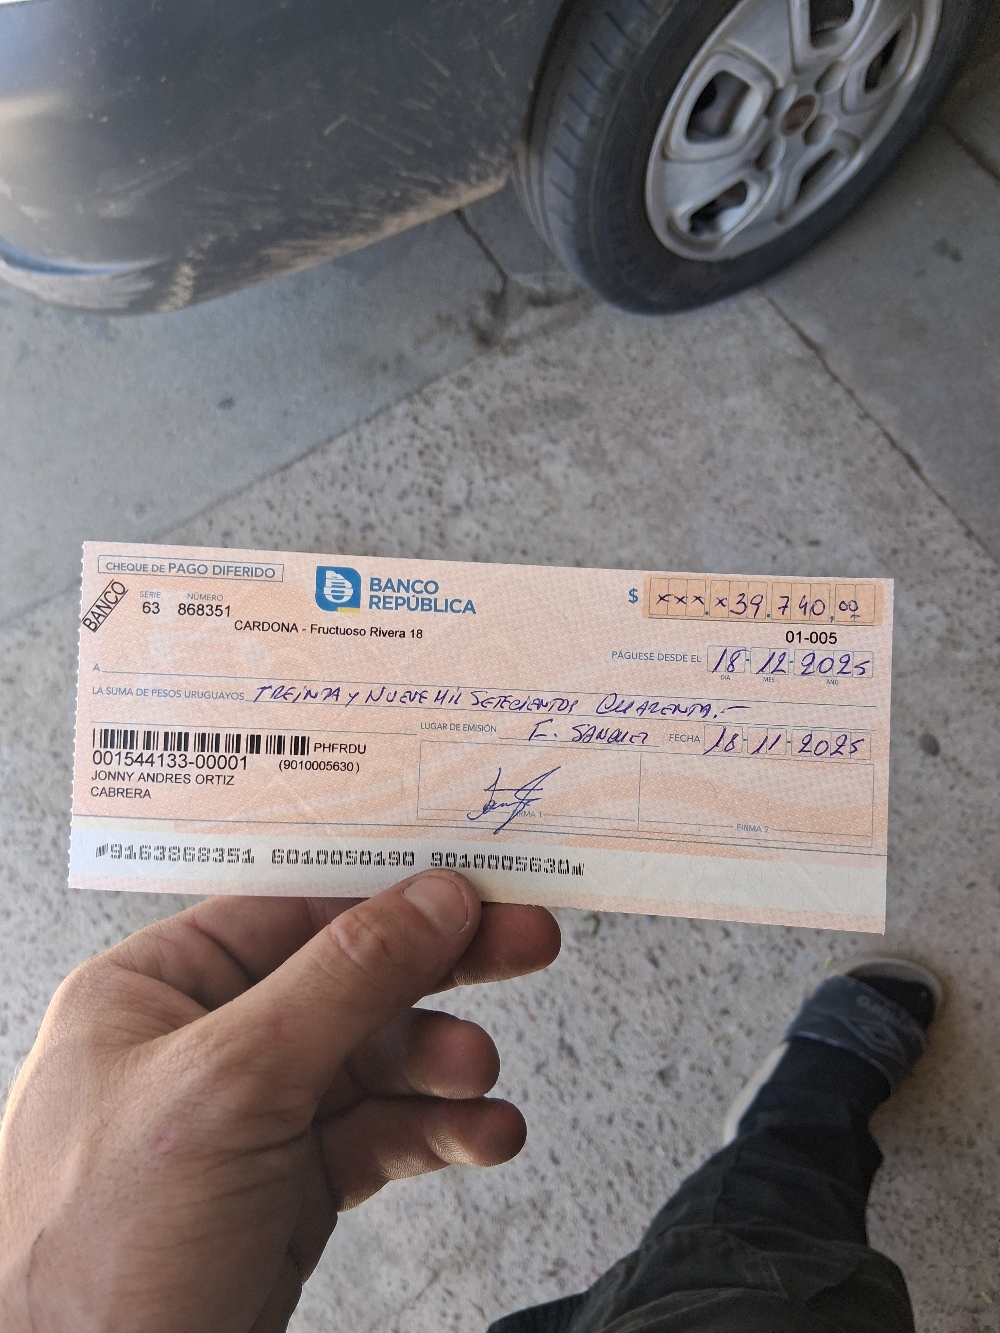 CHEQUE DE PAGO DIFERIDO
BANCO
SERIE NÚMERO
63 868351
BANCO
REPÚBLICA
CARDONA - Fructuoso Rivera 18
$ xxx.x39.740,00
01-005
PÁGUESE DESDE EL 18-12-2025
DIA MES AÑO
A
LA SUMA DE PESOS URUGUAYOS TREINTA Y NUEVE MIL SETECIENTOS CUARENTA.-
LUGAR DE EMISIÓN F. SANCHEZ FECHA 18-11-2025
PHFRDU
001544133-00001 (9010005630)
JONNY ANDRES ORTIZ
CABRERA
FIRMA 1
FIRMA 2
9163868351 6010050190 9010005630